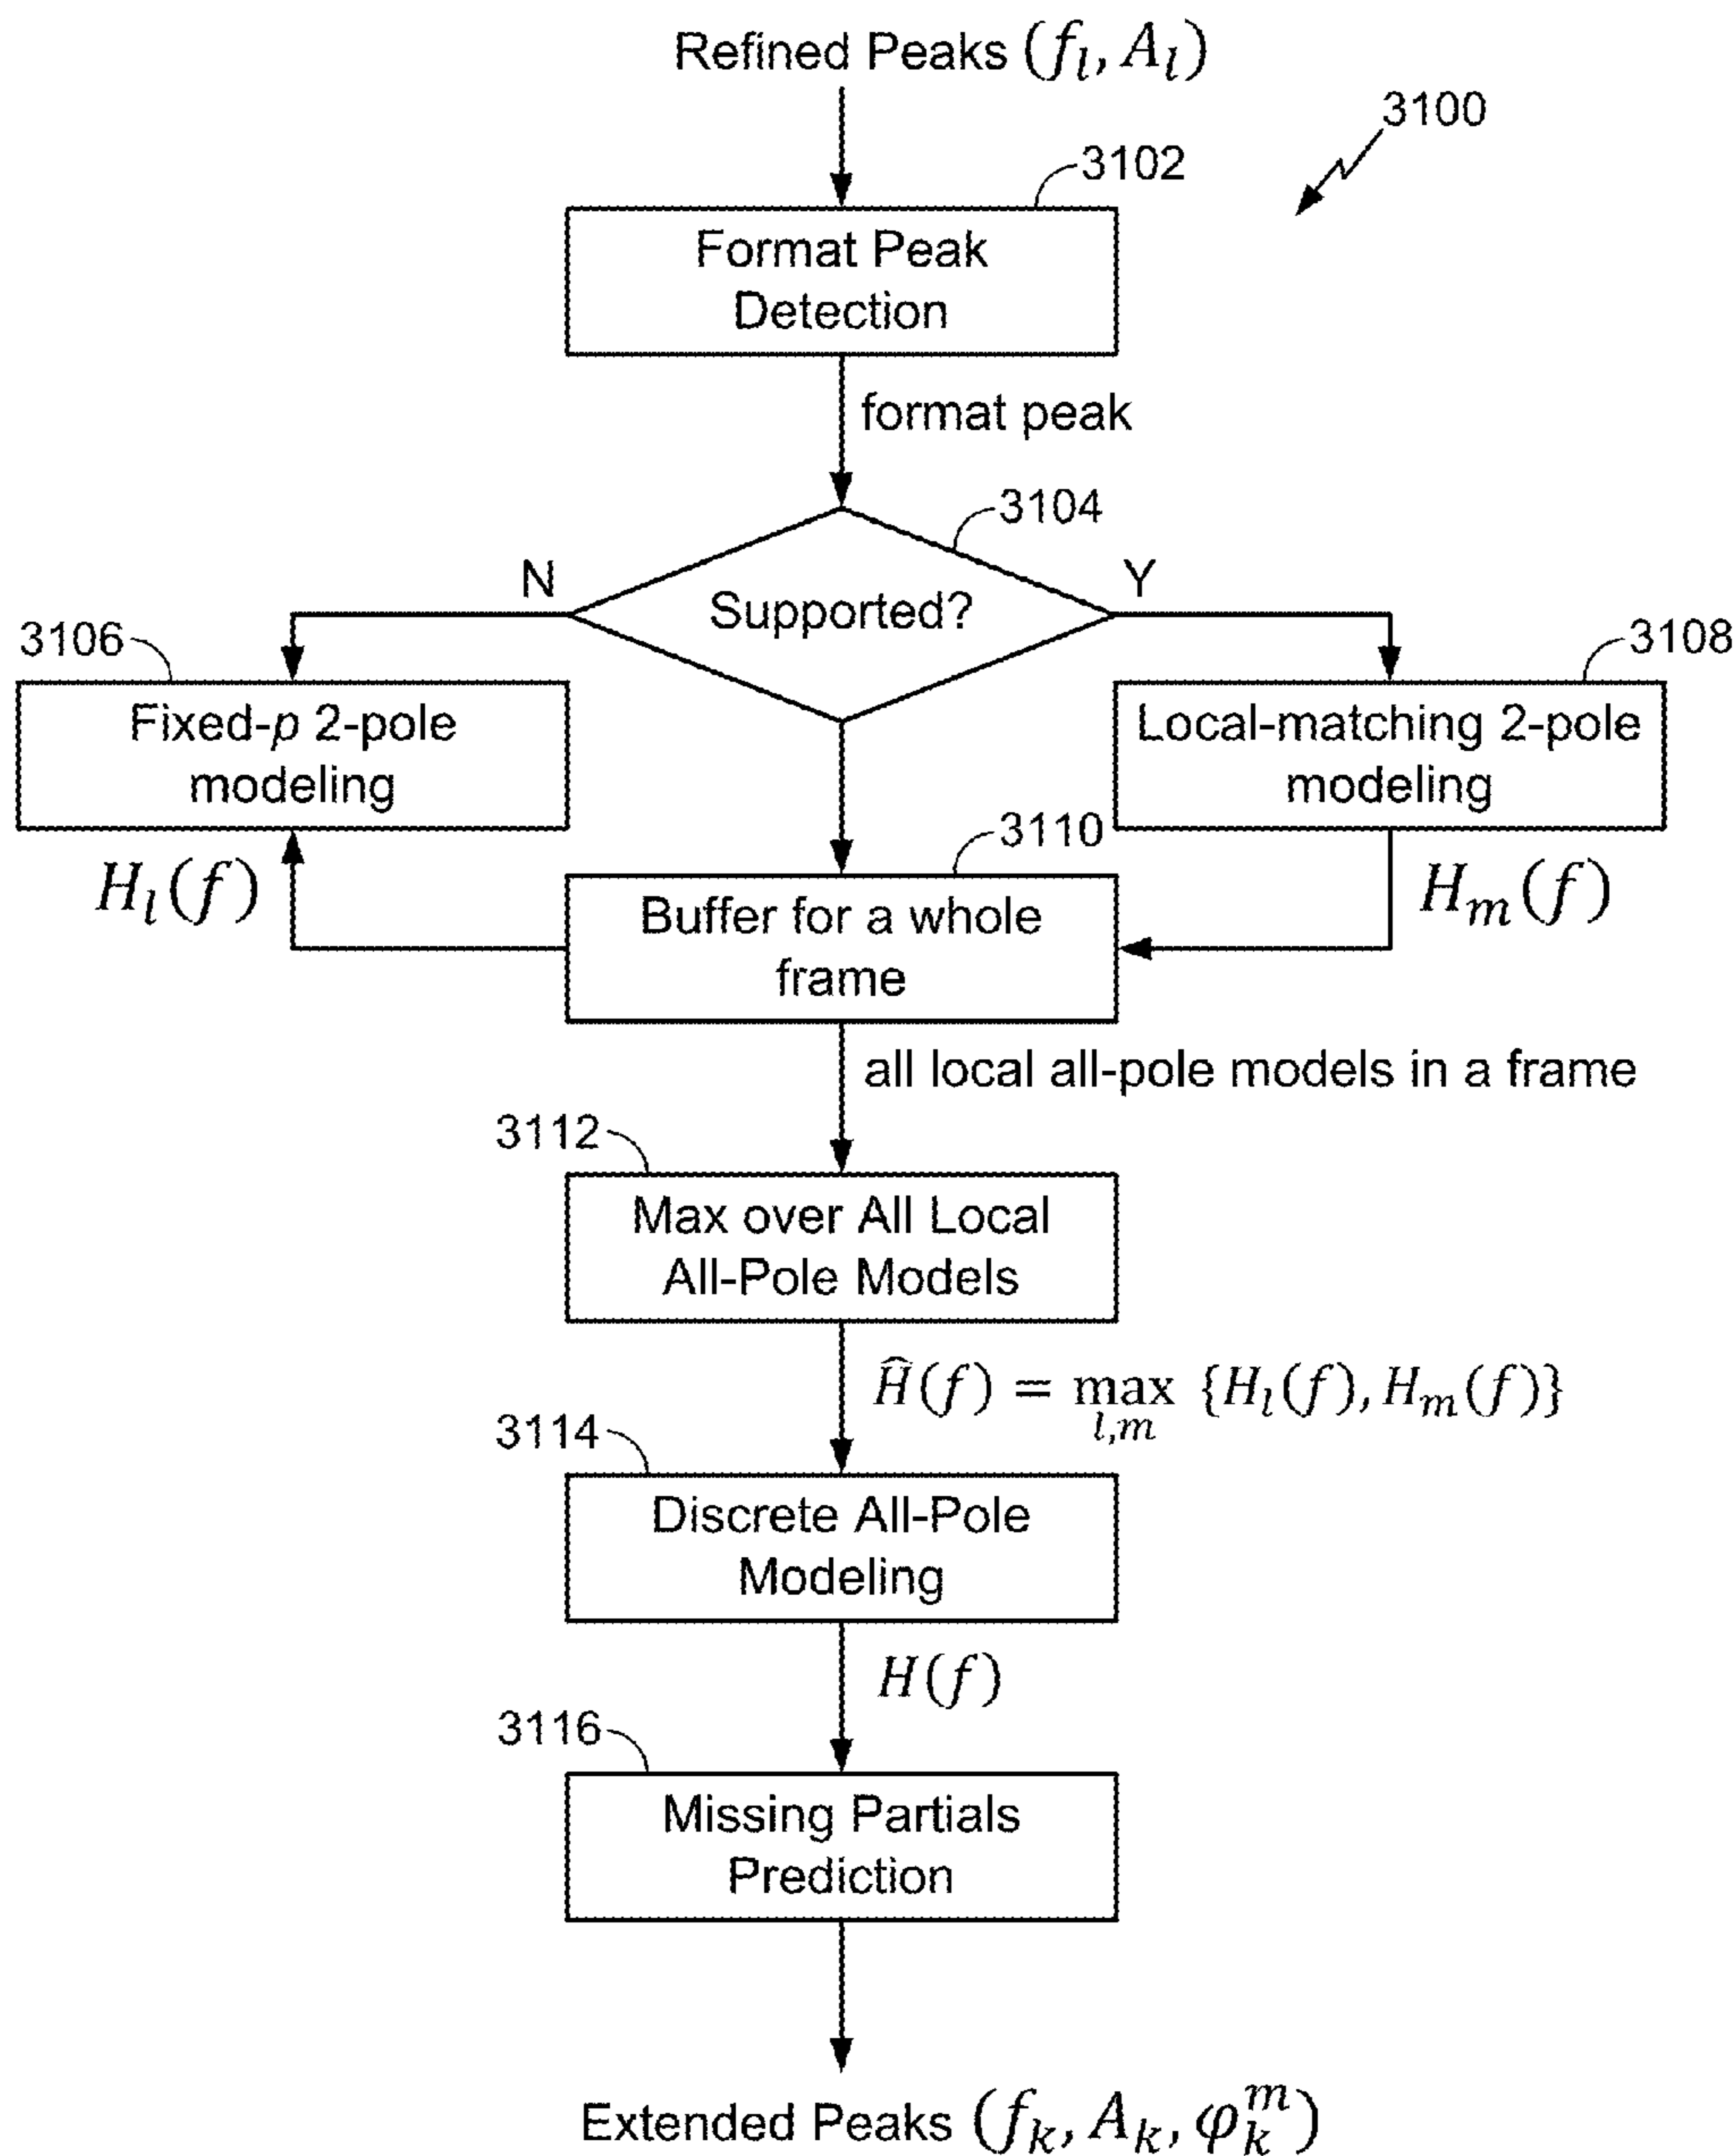 Refined Peaks (f_l, A_l)
3100
3102
Format Peak
Detection
format peak
3104
N
Y
Supported?
3106
3108
Fixed-p 2-pole
modeling
Local-matching 2-pole
modeling
3110
H_l(f)
H_m(f)
Buffer for a whole
frame
all local all-pole models in a frame
3112
Max over All Local
All-Pole Models
Ĥ(f) = max_{l,m} {H_l(f), H_m(f)}
3114
Discrete All-Pole
Modeling
H(f)
3116
Missing Partials
Prediction
Extended Peaks (f_k, A_k, φ_k^m)